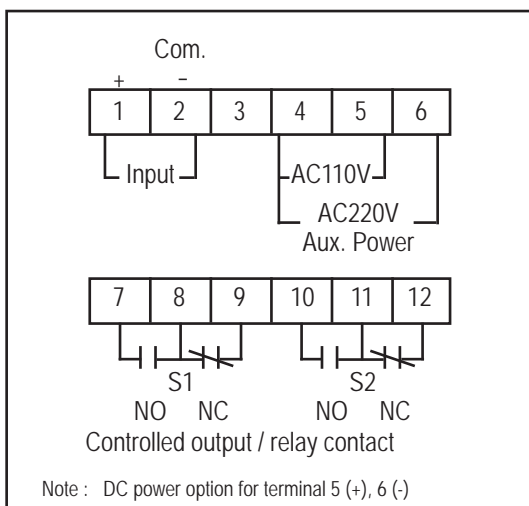 Com.
+ –
1 2 3 4 5 6
Input AC110V
AC220V
Aux. Power
7 8 9 10 11 12
S1 S2
NO NC NO NC
Controlled output / relay contact
Note : DC power option for terminal 5 (+), 6 (-)